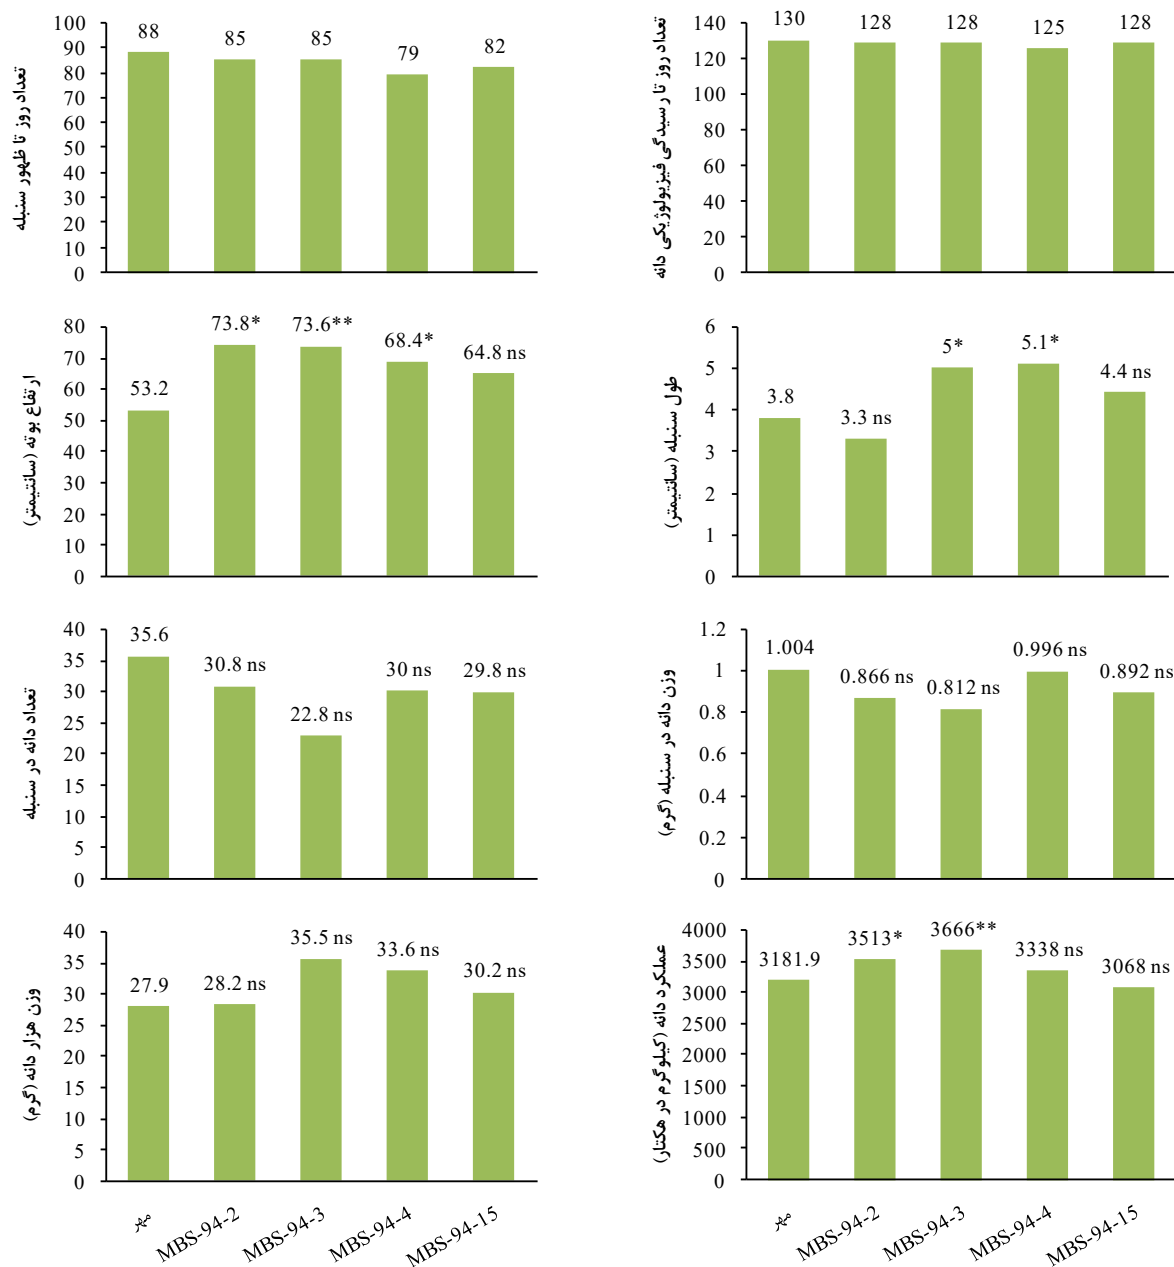 تعداد روز تا ظهور سنبله
100
90
80
70
60
50
40
30
20
10
0
88
85
85
79
82
تعداد روز تا رسیدگی فیزیولوژیکی دانه
140
120
100
80
60
40
20
0
130
128
128
125
128
ارتفاع بوته (سانتیمتر)
80
70
60
50
40
30
20
10
0
53.2
73.8*
73.6**
68.4*
64.8 ns
طول سنبله (سانتیمتر)
6
5
4
3
2
1
0
3.8
3.3 ns
5*
5.1*
4.4 ns
تعداد دانه در سنبله
40
35
30
25
20
15
10
5
0
35.6
30.8 ns
22.8 ns
30 ns
29.8 ns
وزن دانه در سنبله (گرم)
1.2
1
0.8
0.6
0.4
0.2
0
1.004
0.866 ns
0.812 ns
0.996 ns
0.892 ns
وزن هزار دانه (گرم)
40
35
30
25
20
15
10
5
0
27.9
28.2 ns
35.5 ns
33.6 ns
30.2 ns
مهر
MBS-94-2
MBS-94-3
MBS-94-4
MBS-94-15
عملکرد دانه (کیلوگرم در هکتار)
4000
3500
3000
2500
2000
1500
1000
500
0
3181.9
3513*
3666**
3338 ns
3068 ns
مهر
MBS-94-2
MBS-94-3
MBS-94-4
MBS-94-15